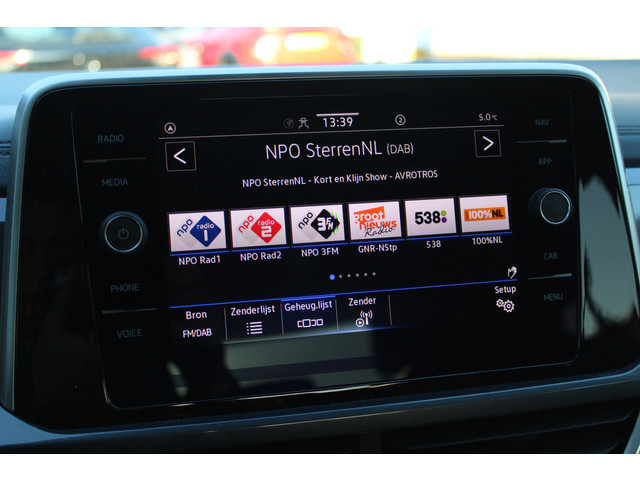 RADIO
MEDIA
PHONE
VOICE
13:39
2
5.0°C
NPO SterrenNL (DAB)
NPO SterrenNL - Kort en Klijn Show - AVROTROS
npo radio 1
npo radio 2
npo 3FM
groot nieuws Radio
538
100%NL
NPO Rad1
NPO Rad2
NPO 3FM
GNR-NStp
538
100%NL
Bron
FM/DAB
Zenderlijst
Geheug.lijst
Zender
Setup
NAV
APP
CAR
MENU